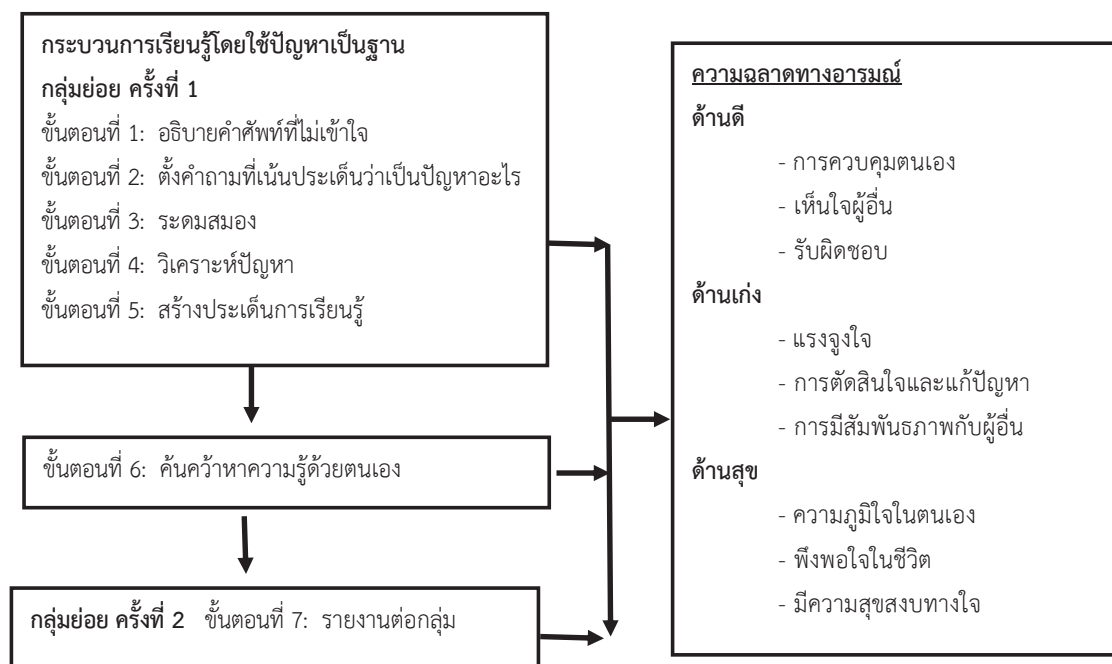 กระบวนการเรียนรู้โดยใช้ปัญหาเป็นฐาน
กลุ่มย่อย ครั้งที่ 1
ขั้นตอนที่ 1: อธิบายคำศัพท์ที่ไม่เข้าใจ
ขั้นตอนที่ 2: ตั้งคำถามที่เน้นประเด็นว่าเป็นปัญหาอะไร
ขั้นตอนที่ 3: ระดมสมอง
ขั้นตอนที่ 4: วิเคราะห์ปัญหา
ขั้นตอนที่ 5: สร้างประเด็นการเรียนรู้
ขั้นตอนที่ 6: ค้นคว้าหาความรู้ด้วยตนเอง
กลุ่มย่อย ครั้งที่ 2 ขั้นตอนที่ 7: รายงานต่อกลุ่ม
ความฉลาดทางอารมณ์
ด้านดี
- การควบคุมตนเอง
- เห็นใจผู้อื่น
- รับผิดชอบ
ด้านเก่ง
- แรงจูงใจ
- การตัดสินใจและแก้ปัญหา
- การมีสัมพันธภาพกับผู้อื่น
ด้านสุข
- ความภูมิใจในตนเอง
- พึงพอใจในชีวิต
- มีความสุขสงบทางใจ